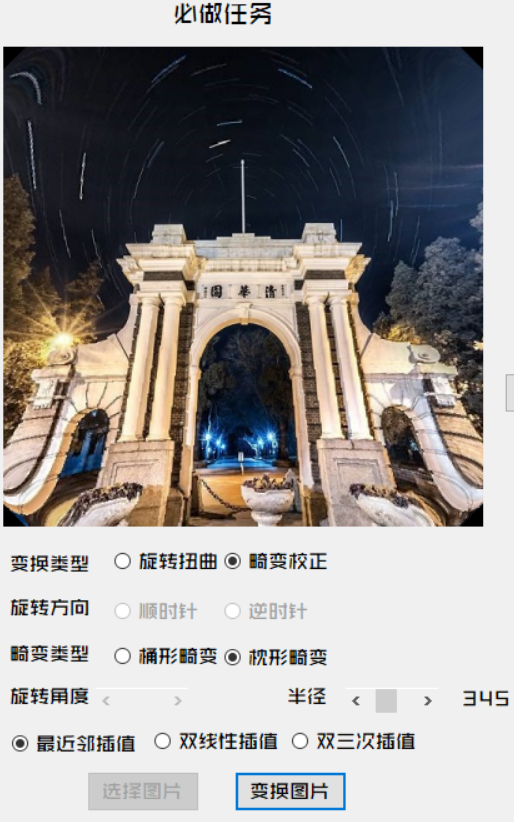 必做任务
園華清
变换类型 旋转扭曲 畸变校正
旋转方向 顺时针 逆时针
畸变类型 桶形畸变 枕形畸变
旋转角度 半径 345
最近邻插值 双线性插值 双三次插值
选择图片 变换图片